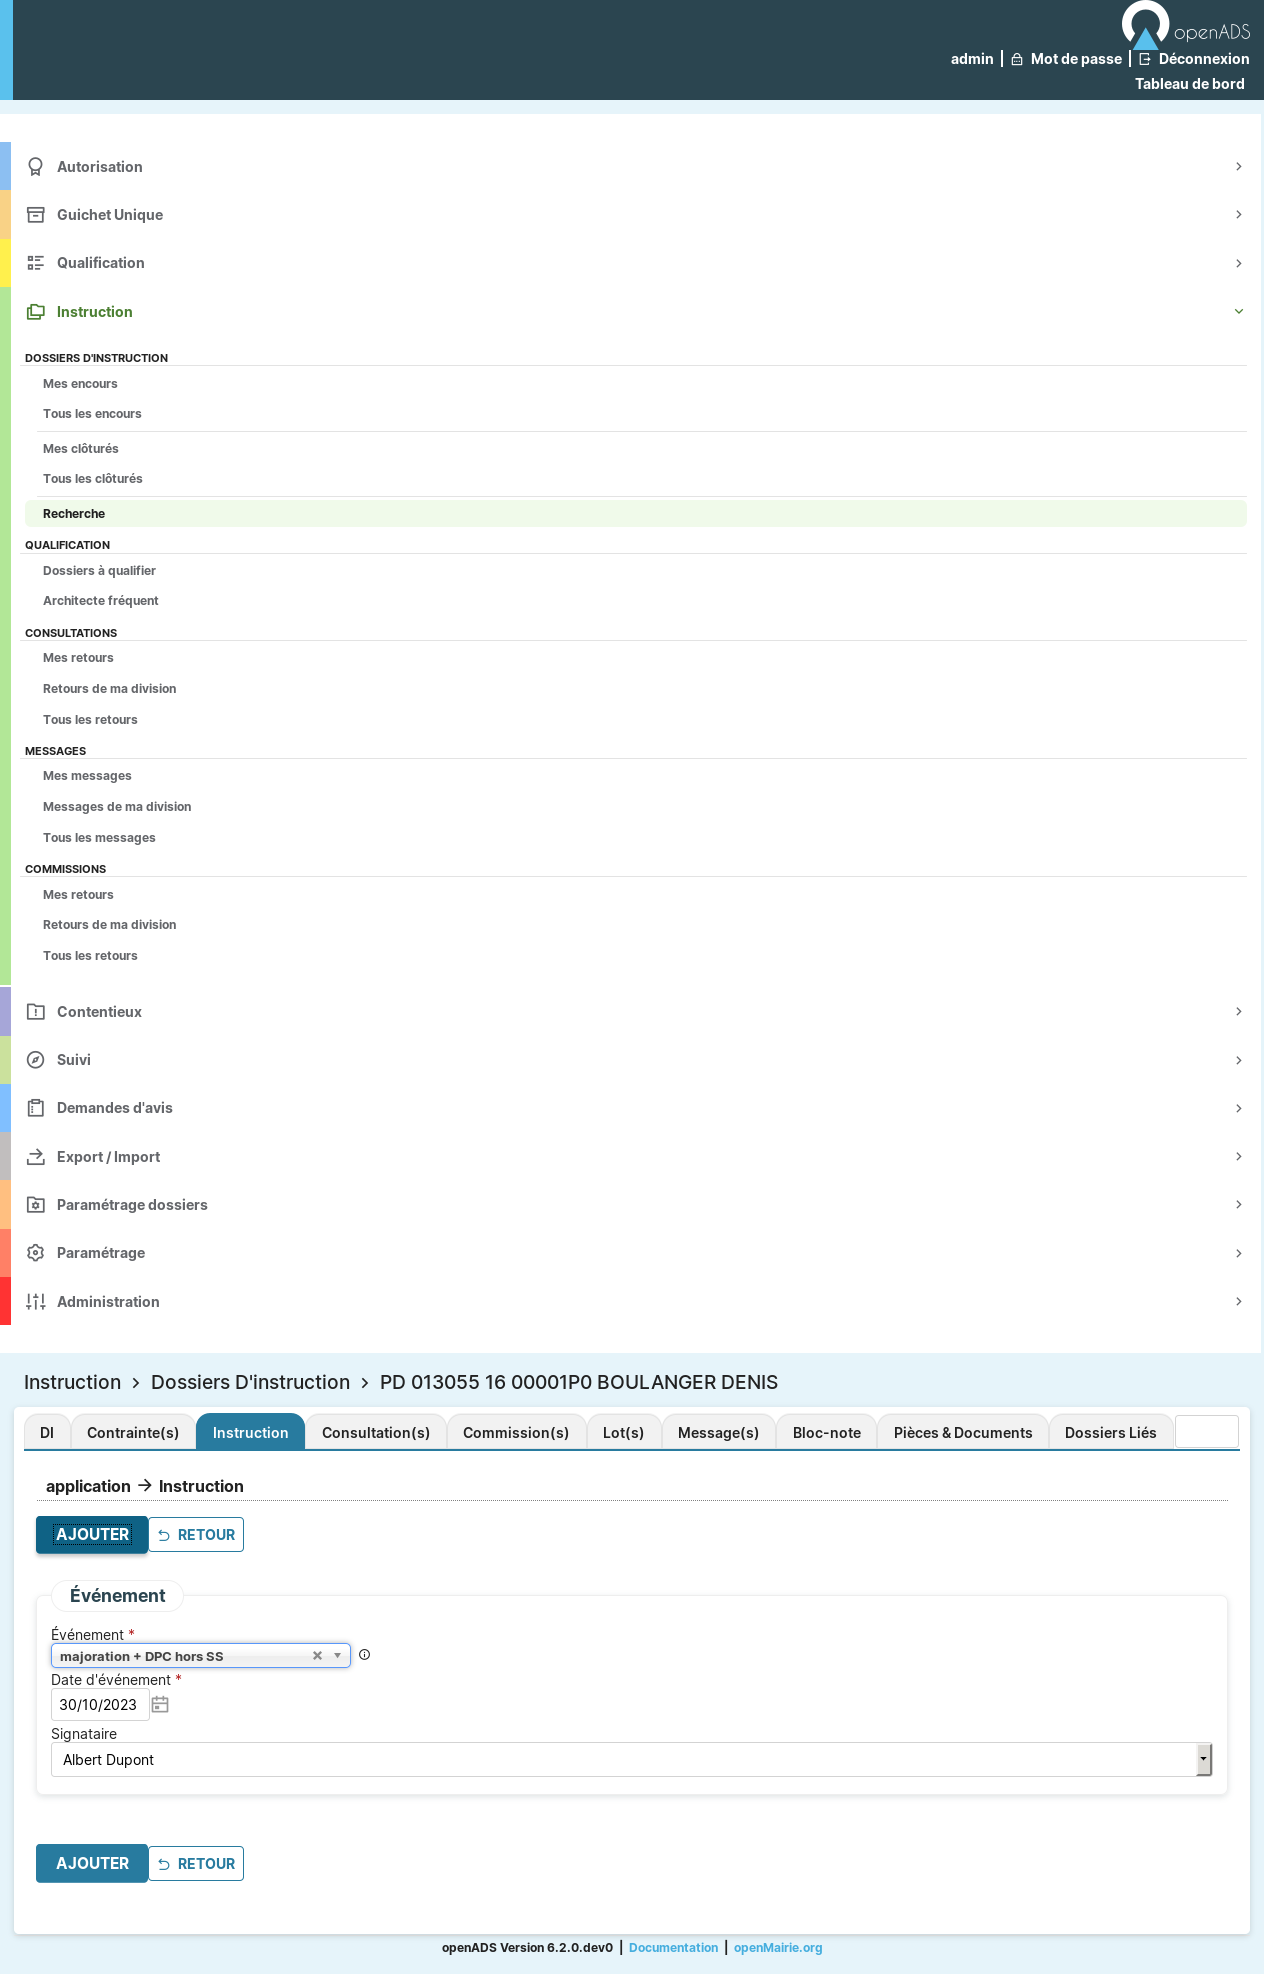 openADS
admin | Mot de passe | Déconnexion
Tableau de bord
Autorisation
Guichet Unique
Qualification
Instruction
DOSSIERS D'INSTRUCTION
Mes encours
Tous les encours
Mes clôturés
Tous les clôturés
Recherche
QUALIFICATION
Dossiers à qualifier
Architecte fréquent
CONSULTATIONS
Mes retours
Retours de ma division
Tous les retours
MESSAGES
Mes messages
Messages de ma division
Tous les messages
COMMISSIONS
Mes retours
Retours de ma division
Tous les retours
Contentieux
Suivi
Demandes d'avis
Export / Import
Paramétrage dossiers
Paramétrage
Administration
Instruction > Dossiers D'instruction > PD 013055 16 00001P0 BOULANGER DENIS
DI Contrainte(s) Instruction Consultation(s) Commission(s) Lot(s) Message(s) Bloc-note Pièces & Documents Dossiers Liés
application → Instruction
AJOUTER RETOUR
Événement
Événement *
majoration + DPC hors SS
Date d'événement *
30/10/2023
Signataire
Albert Dupont
AJOUTER RETOUR
openADS Version 6.2.0.dev0 | Documentation | openMairie.org